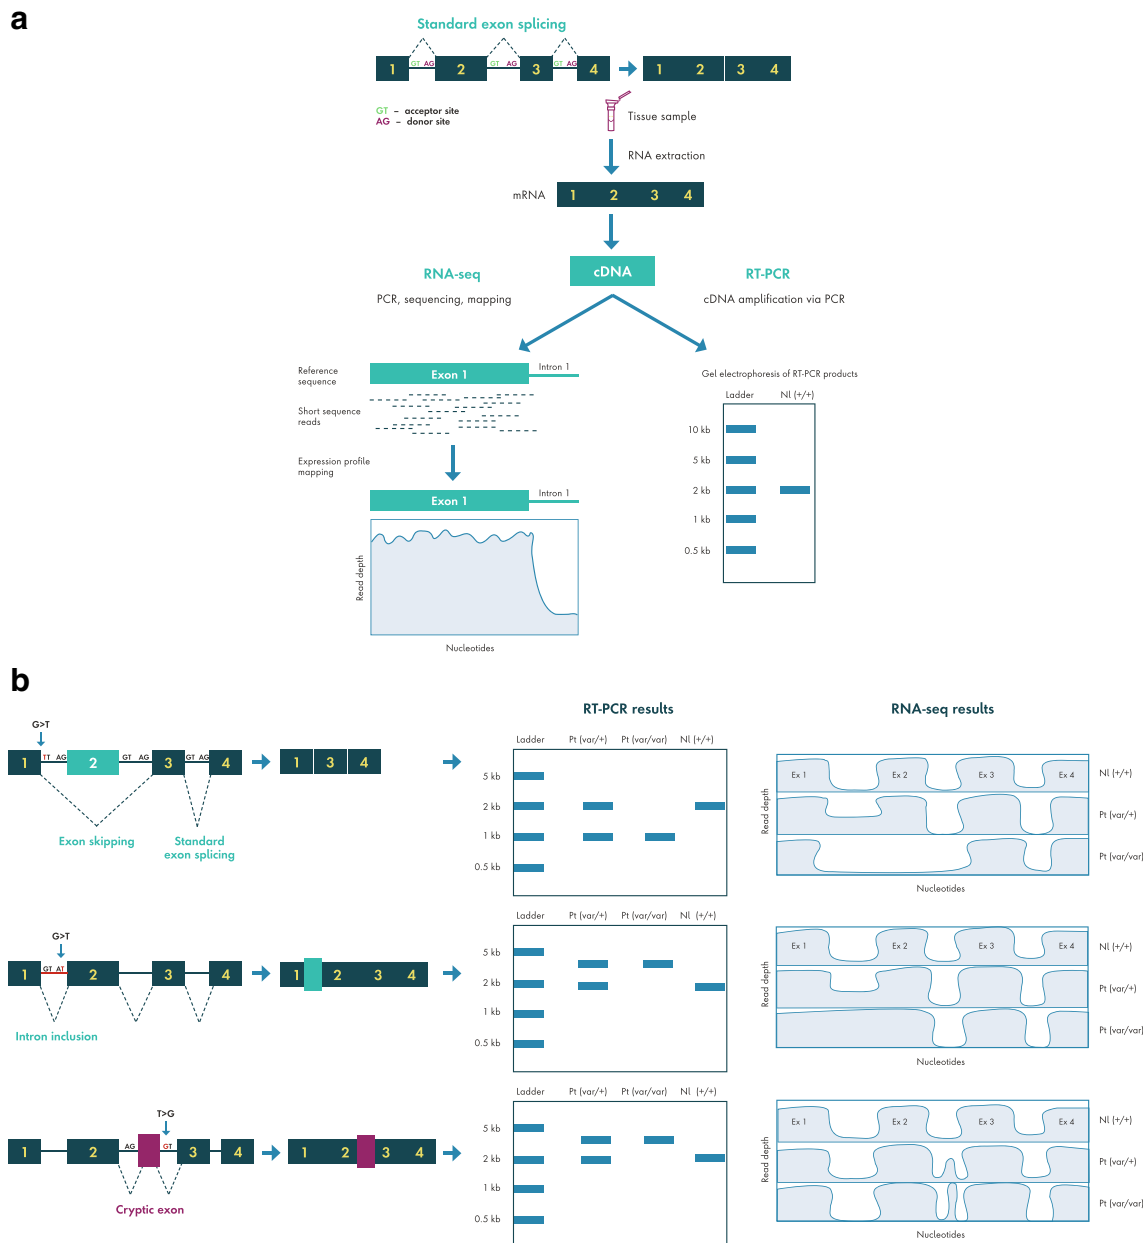 a
Standard exon splicing
1 GT AG 2 GT AG 3 GT AG 4
1 2 3 4
GT – acceptor site
AG – donor site
Tissue sample
RNA extraction
mRNA
1 2 3 4
cDNA
RNA-seq
PCR, sequencing, mapping
RT-PCR
cDNA amplification via PCR
Reference
sequence
Exon 1
Intron 1
Short sequence
reads
Expression profile
mapping
Exon 1
Intron 1
Read depth
Nucleotides
Gel electrophoresis of RT-PCR products
Ladder
Nl (+/+)
10 kb
5 kb
2 kb
1 kb
0.5 kb
b
RT-PCR results
RNA-seq results
G>T
1 TT AG 2 GT AG 3 GT AG 4
Exon skipping
Standard
exon splicing
1 3 4
Ladder Pt (var/+) Pt (var/var) Nl (+/+)
5 kb
2 kb
1 kb
0.5 kb
Read depth
Ex 1 Ex 2 Ex 3 Ex 4
Nl (+/+)
Pt (var/+)
Pt (var/var)
Nucleotides
G>T
1 GT AT 2 3 4
Intron inclusion
1 2 3 4
Ladder Pt (var/+) Pt (var/var) Nl (+/+)
5 kb
2 kb
1 kb
0.5 kb
Read depth
Ex 1 Ex 2 Ex 3 Ex 4
Nl (+/+)
Pt (var/+)
Pt (var/var)
Nucleotides
T>G
1 2 AG GT 3 4
Cryptic exon
1 2 3 4
Ladder Pt (var/+) Pt (var/var) Nl (+/+)
5 kb
2 kb
1 kb
0.5 kb
Read depth
Ex 1 Ex 2 Ex 3 Ex 4
Nl (+/+)
Pt (var/+)
Pt (var/var)
Nucleotides